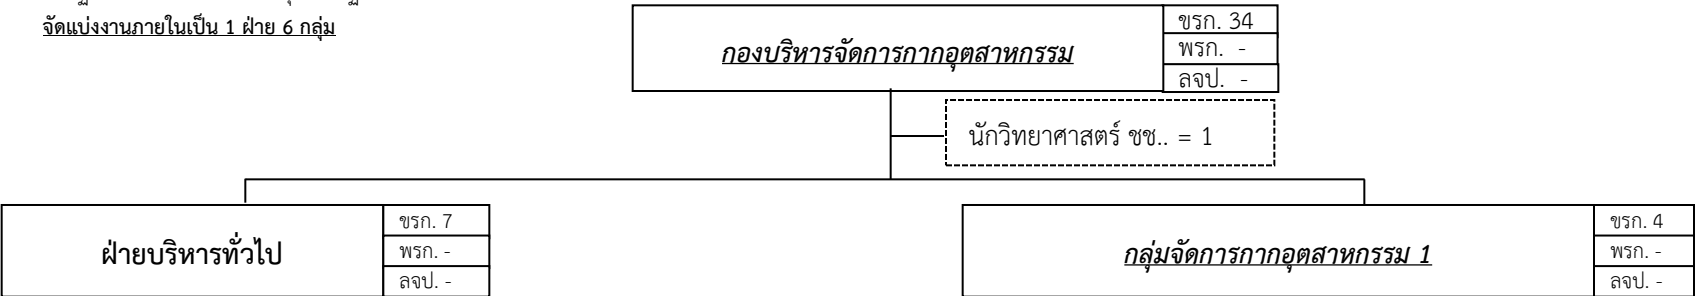 จัดแบ่งงานภายในเป็น 1 ฝ่าย 6 กลุ่ม
กองบริหารจัดการกากอุตสาหกรรม
ขรก. 34
พรก. -
ลจป. -
นักวิทยาศาสตร์ ชช.. = 1
ฝ่ายบริหารทั่วไป
ขรก. 7
พรก. -
ลจป. -
กลุ่มจัดการกากอุตสาหกรรม 1
ขรก. 4
พรก. -
ลจป. -